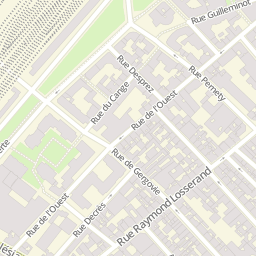 Rue Guilleminot
Rue Desprez
Rue Pernety
Rue du Cange
Rue de l'Ouest
Rue de Gergovie
Rue Raymond Losserand
Rue de l'Ouest
Rue Decrès